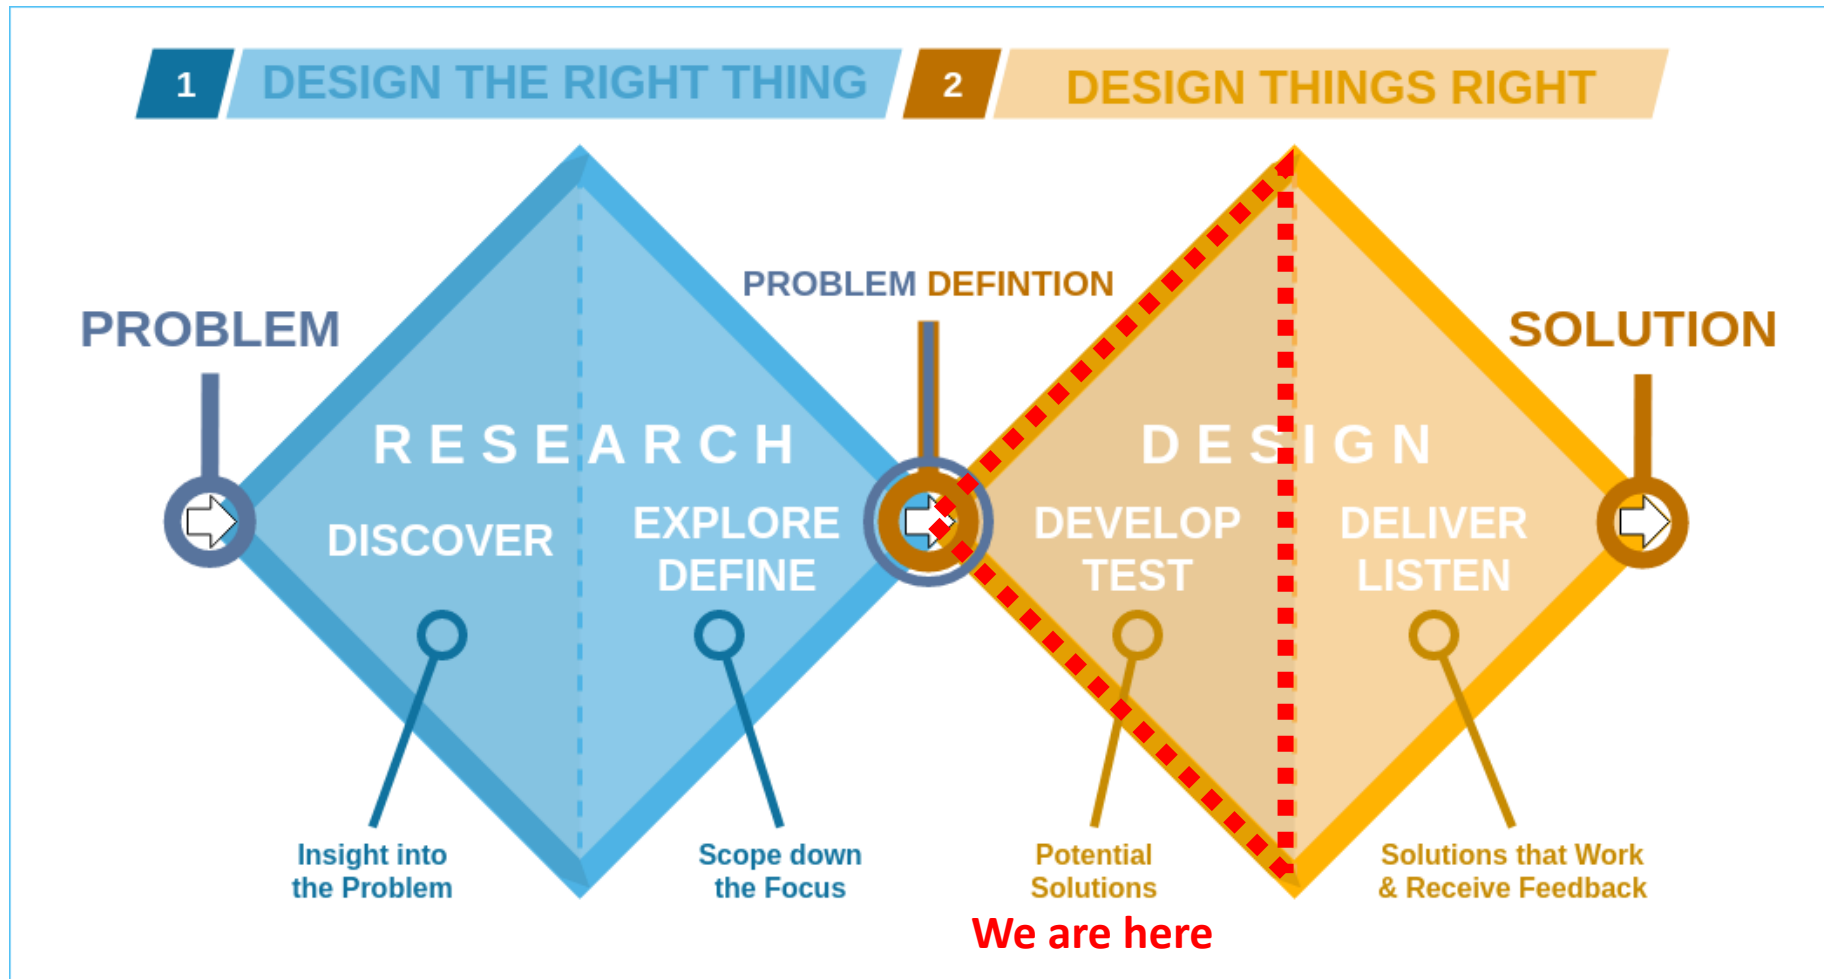 1 DESIGN THE RIGHT THING 2 DESIGN THINGS RIGHT
PROBLEM DEFINTION
PROBLEM
SOLUTION
RESEARCH
DESIGN
DISCOVER
EXPLORE
DEFINE
DEVELOP
TEST
DELIVER
LISTEN
Insight into
the Problem
Scope down
the Focus
Potential
Solutions
Solutions that Work
& Receive Feedback
We are here